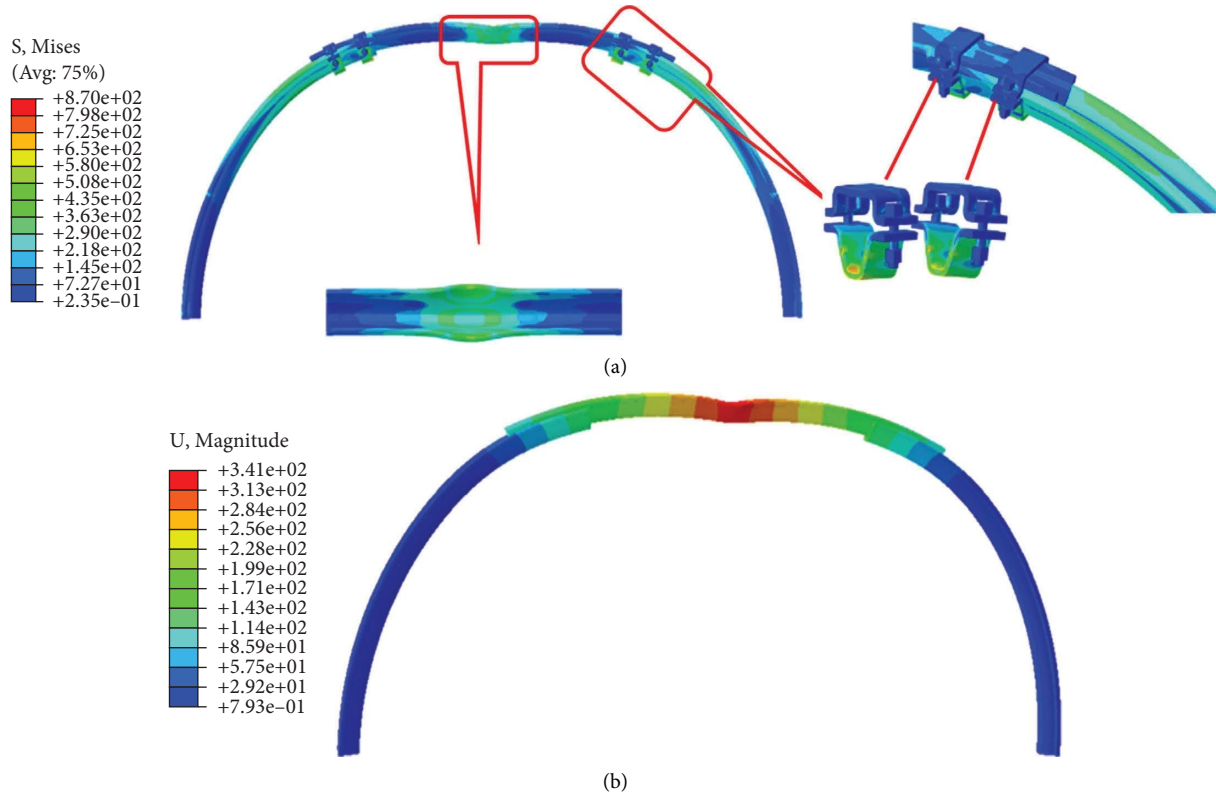 S, Mises
(Avg: 75%)
+8.70e+02
+7.98e+02
+7.25e+02
+6.53e+02
+5.80e+02
+5.08e+02
+4.35e+02
+3.63e+02
+2.90e+02
+2.18e+02
+1.45e+02
+7.27e+01
+2.35e−01
(a)
U, Magnitude
+3.41e+02
+3.13e+02
+2.84e+02
+2.56e+02
+2.28e+02
+1.99e+02
+1.71e+02
+1.43e+02
+1.14e+02
+8.59e+01
+5.75e+01
+2.92e+01
+7.93e−01
(b)